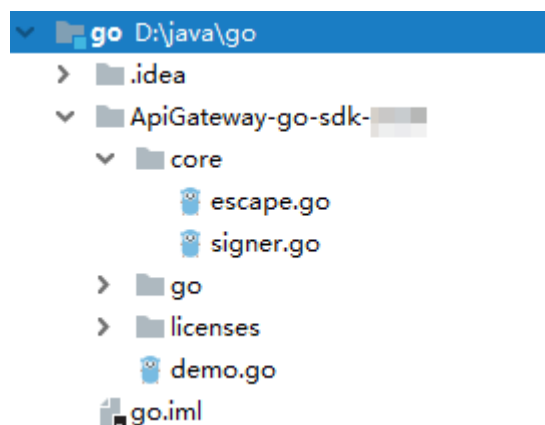 go D:\java\go
.idea
ApiGateway-go-sdk-
core
escape.go
signer.go
go
licenses
demo.go
go.iml